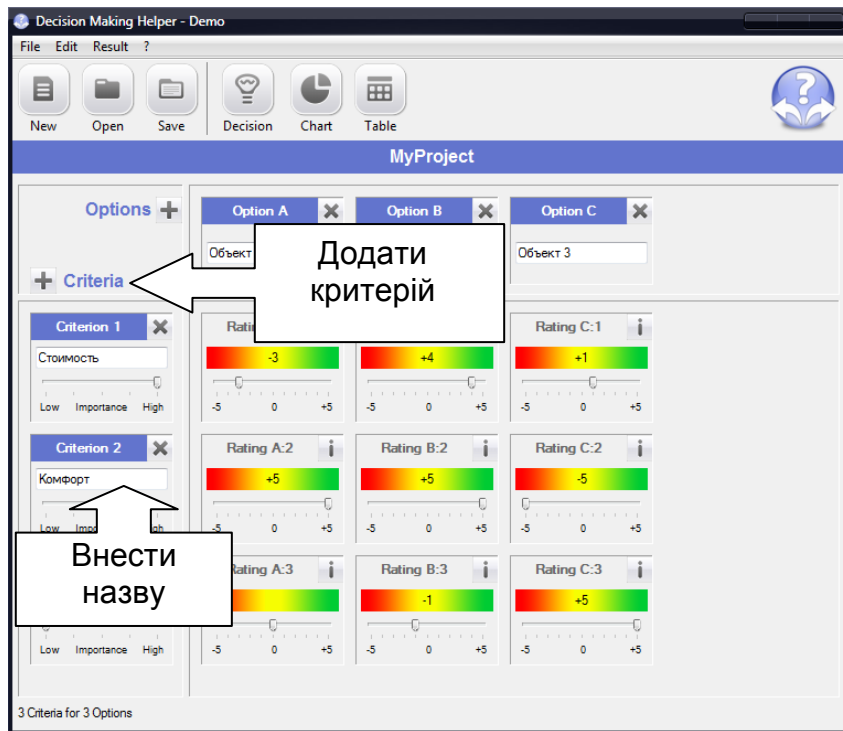 Decision Making Helper - Demo
File Edit Result ?
New Open Save Decision Chart Table
MyProject
Options
Option A Option B Option C
Объект
Объект 3
Додати
критерій
Criteria
Criterion 1
Rati
Rating C:1
Стоимость
-3 +4 +1
Low Importance High
-5 0 +5 -5 0 +5 -5 0 +5
Criterion 2
Rating A:2 Rating B:2 Rating C:2
Комфорт
+5 +5 -5
-5 0 +5 -5 0 +5 -5 0 +5
Внести
назву
Rating A:3 Rating B:3 Rating C:3
-1 +5
Low Importance High
-5 0 +5 -5 0 +5 -5 0 +5
3 Criteria for 3 Options